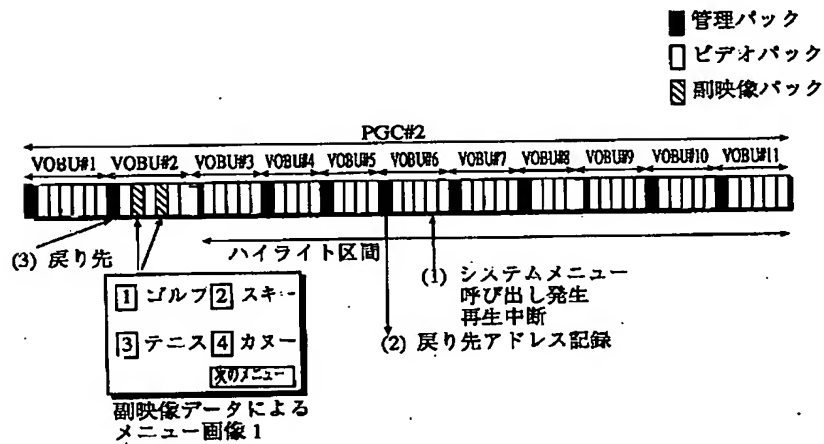 管理パック
ビデオパック
副映像パック
PGC#2
VOBU#1 VOBU#2 VOBU#3 VOBU#4 VOBU#5 VOBU#6 VOBU#7 VOBU#8 VOBU#9 VOBU#10 VOBU#11
(3) 戻り先
ハイライト区間
(1) システムメニュー
呼び出し発生
再生中断
(2) 戻り先アドレス記録
1 ゴルフ 2 スキー
3 テニス 4 カヌー
次のメニュー
副映像データによる
メニュー画像1